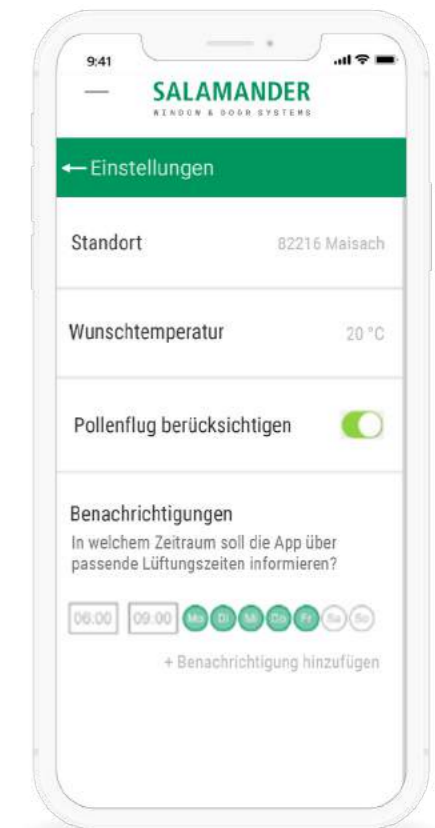 9:41
SALAMANDER
WINDOW & DOOR SYSTEMS
←Einstellungen
Standort 82216 Maisach
Wunschtemperatur 20 °C
Pollenflug berücksichtigen
Benachrichtigungen
In welchem Zeitraum soll die App über
passende Lüftungszeiten informieren?
06:00 09:00 Mo Di Mi Do Fr Sa So
+ Benachrichtigung hinzufügen